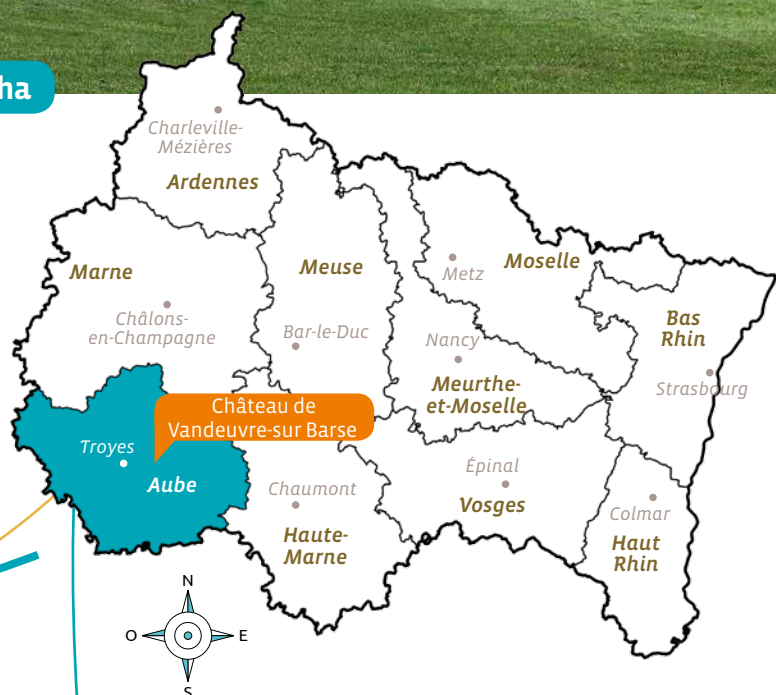 ha
Charleville-
Mézières
Ardennes
Marne
Meuse
Metz
Moselle
Châlons-
en-Champagne
Bar-le-Duc
Nancy
Bas
Rhin
Meurthe-
et-Moselle
Strasbourg
Château de
Vandeuvre-sur Barse
Troyes
Aube
Chaumont
Haute-
Marne
Épinal
Vosges
Colmar
Haut
Rhin
N
O
E
S